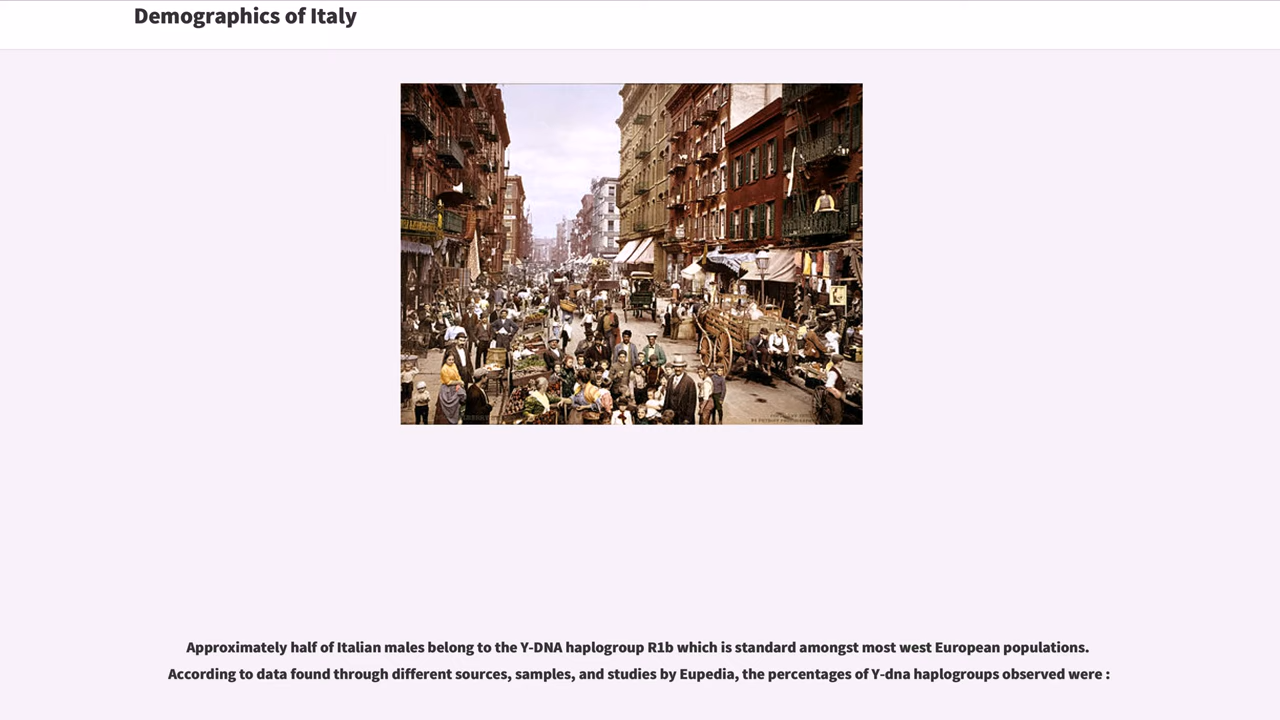 Demographics of Italy
Approximately half of Italian males belong to the Y-DNA haplogroup R1b which is standard amongst most west European populations.
According to data found through different sources, samples, and studies by Eupedia, the percentages of Y-dna haplogroups observed were :